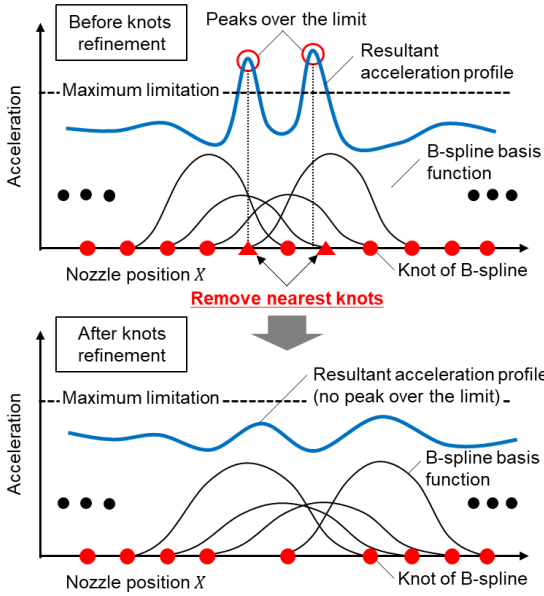 Before knots
refinement
Peaks over the limit
Resultant
acceleration profile
Maximum limitation
Acceleration
B-spline basis
function
Nozzle position X
Knot of B-spline
Remove nearest knots
After knots
refinement
Resultant acceleration profile
(no peak over the limit)
Maximum limitation
Acceleration
B-spline basis
function
Nozzle position X
Knot of B-spline